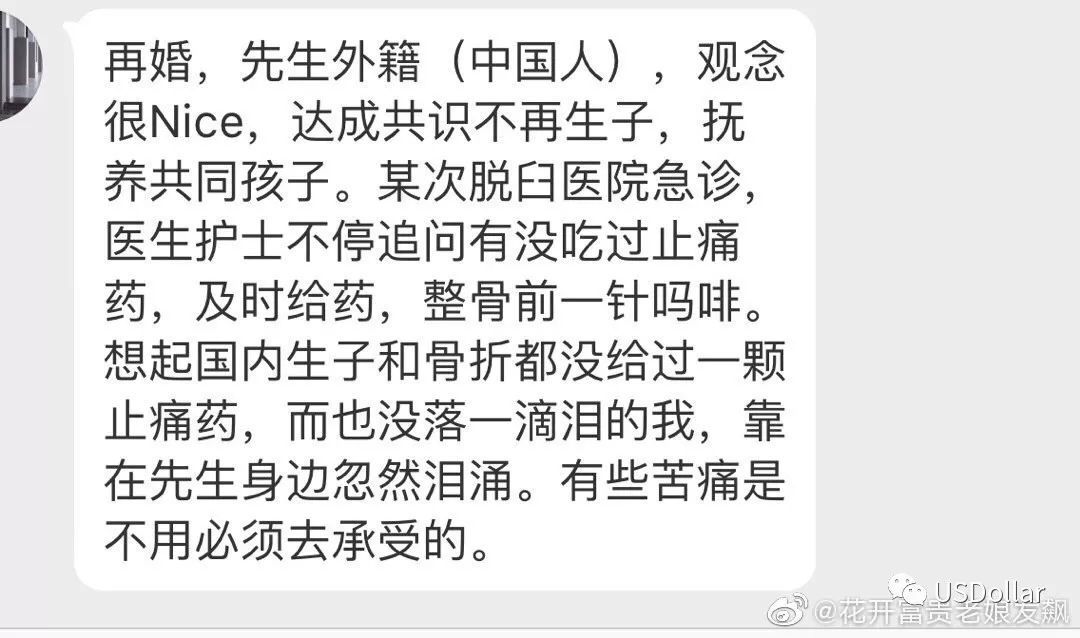 再婚，先生外籍（中国人），观念
很Nice，达成共识不再生子，抚
养共同孩子。某次脱臼医院急诊，
医生护士不停追问有没吃过止痛
药，及时给药，整骨前一针吗啡。
想起国内生子和骨折都没给过一颗
止痛药，而也没落一滴泪的我，靠
在先生身边忽然泪涌。有些苦痛是
不用必须去承受的。
USDollar
@花开富贵老娘发飙